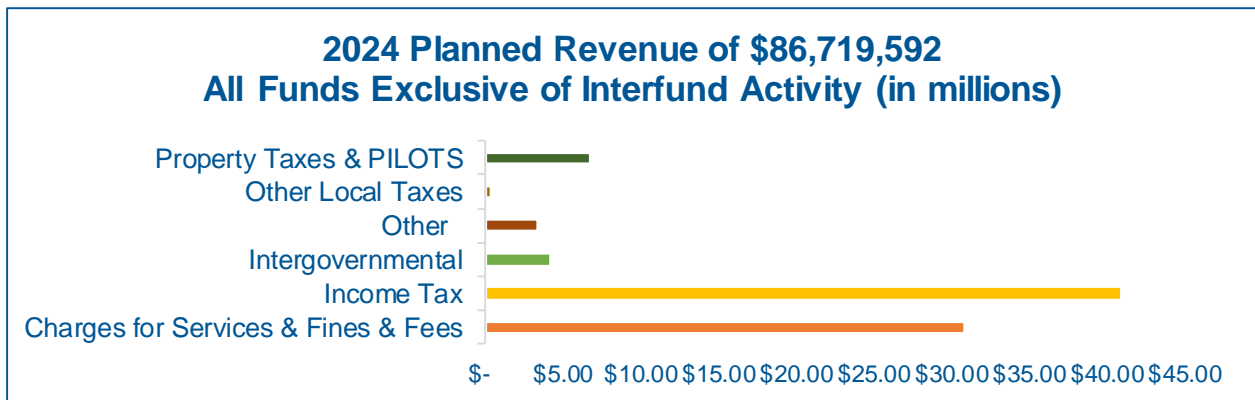 2024 Planned Revenue of $86,719,592
All Funds Exclusive of Interfund Activity (in millions)
Property Taxes & PILOTS
Other Local Taxes
Other
Intergovernmental
Income Tax
Charges for Services & Fines & Fees
$- $5.00 $10.00 $15.00 $20.00 $25.00 $30.00 $35.00 $40.00 $45.00